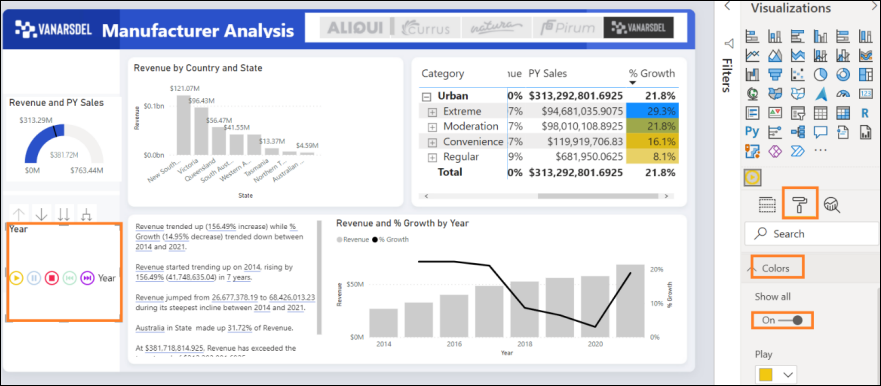 VANARSDEL Manufacturer Analysis
ALIQUI currus natura Pirum VANARSDEL
Revenue and PY Sales
$313.29M
$381.72M
$0M $763.44M
Year
Year
Revenue by Country and State
$121.07M
$96.43M
$56.47M
$41.55M
$13.37M
$4.59M
$0.1bn
$0.0bn
Revenue
New South...
Victoria
Queensland
South Aust...
Western A...
Tasmania
Northern T...
Australian ...
State
Category ue PY Sales % Growth
Urban 0% $313,292,801.6925 21.8%
Extreme 7% $94,681,035.9075 29.3%
Moderation 7% $98,010,108.8925 21.8%
Convenience 0% $119,919,706.83 16.1%
Regular 9% $681,950.0625 8.1%
Total 0% $313,292,801.6925 21.8%
Revenue trended up (156.49% increase) while %
Growth (14.95% decrease) trended down between
2014 and 2021.
Revenue started trending up on 2014, rising by
156.49% (41,748,635.04) in 7 years.
Revenue jumped from 26,677,378.19 to 68,426,013.23
during its steepest incline between 2014 and 2021.
Australia in State made up 31.72% of Revenue.
At $381,718,814.925, Revenue has exceeded the
Revenue and % Growth by Year
Revenue % Growth
$50M
$0M
Revenue
20%
10%
0%
% Growth
2014 2016 2018 2020
Year
Filters
Visualizations
123
R
Py
Search
Colors
Show all
On
Play